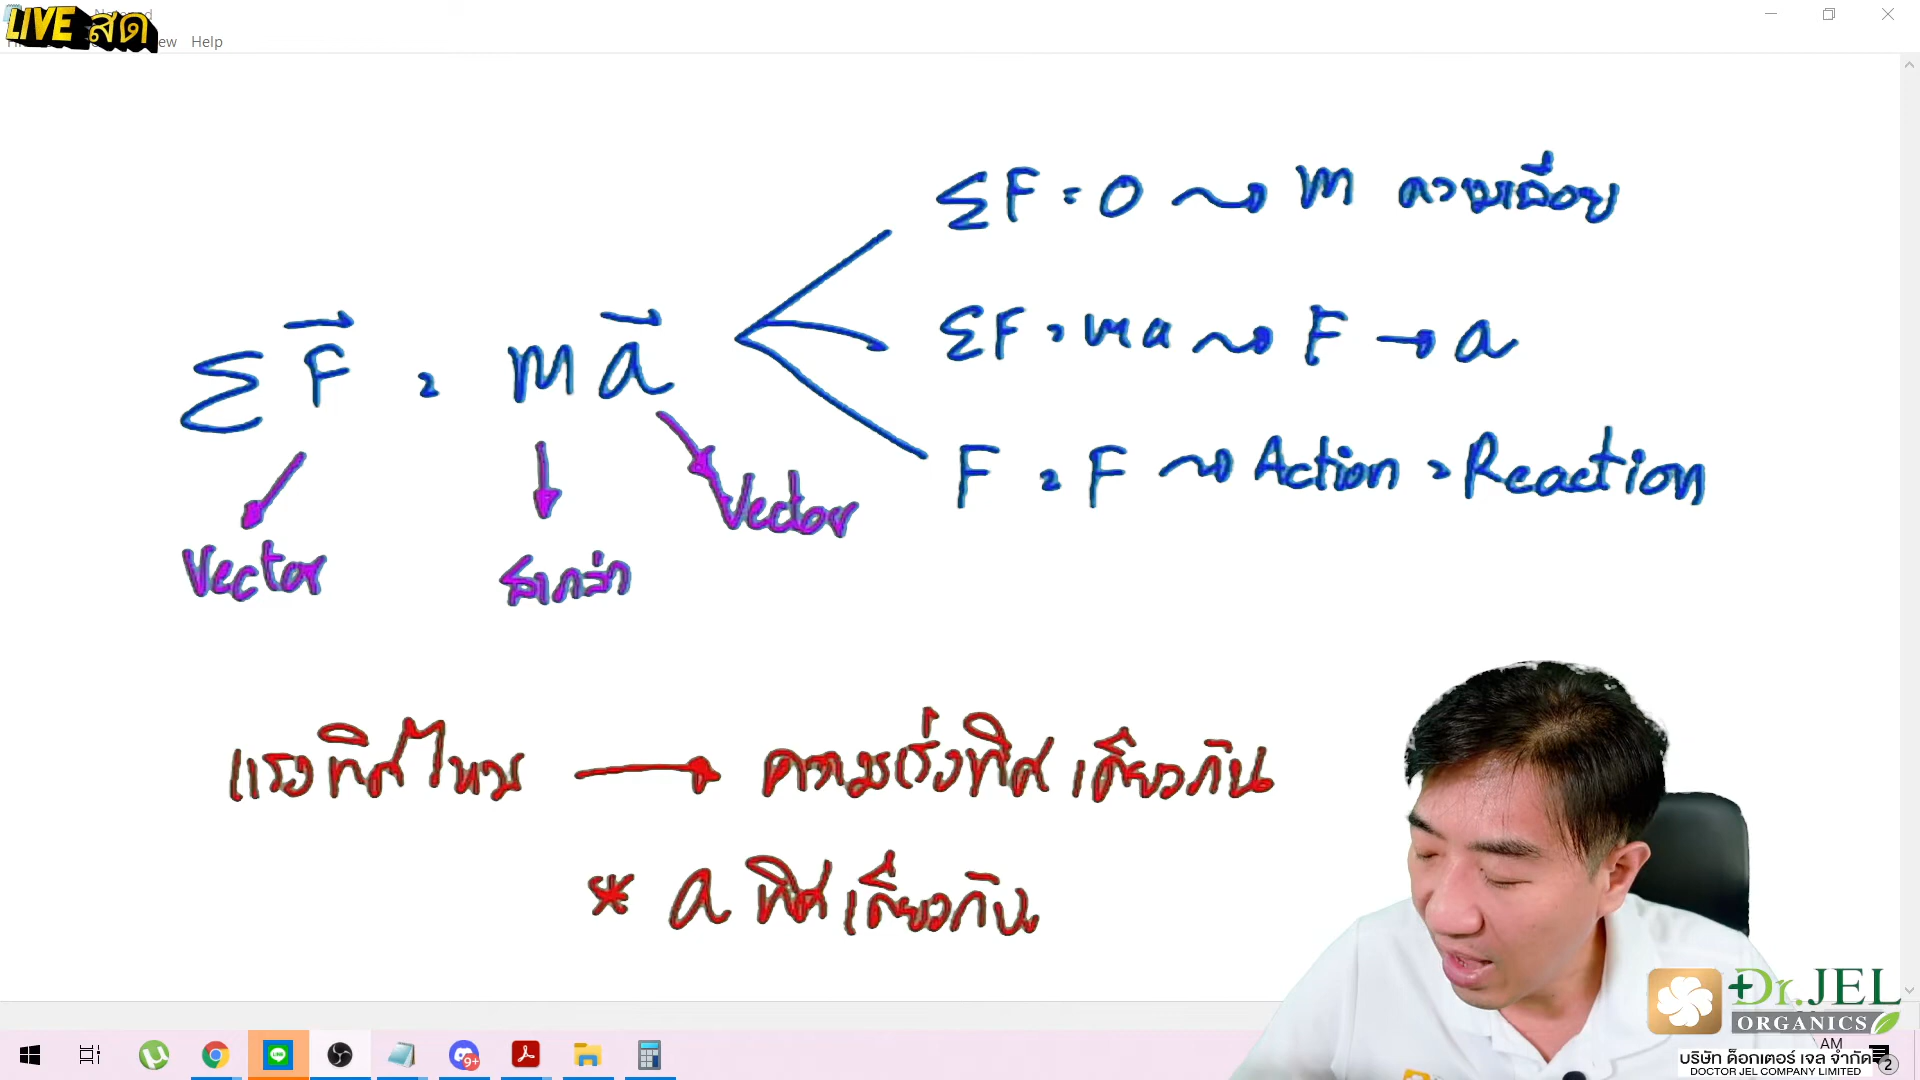 LIVE สด
Help
ΣF = 0 → m ความเฉื่อย
ΣF = ma → F → a
ΣF = ma
F = F → Action = Reaction
Vector
Vector
สเกล่า
แรงทิศไหน → ความเร่งทิศเดียวกัน
* a ทิศเดียวกัน
+Dr.JEL
ORGANICS
AM
บริษัท ด็อกเตอร์ เจล จำกัด
DOCTOR JEL COMPANY LIMITED
9+
2